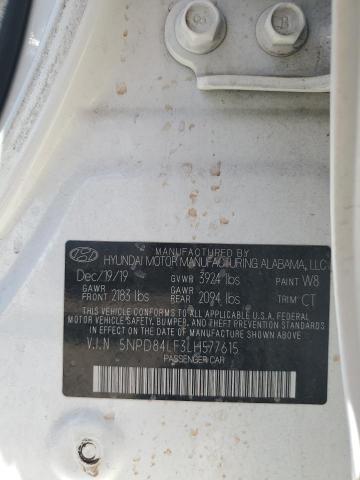 8
B
HYUNDAI MOTOR MANUFACTURING ALABAMA, LLC
Dec/19/19 GVWR 3924 lbs PAINT W8
GAWR FRONT 2183 lbs GAWR REAR 2094 lbs TRIM CT
THIS VEHICLE CONFORMS TO ALL APPLICABLE U.S.A FEDERAL
MOTOR VEHICLE SAFETY, BUMPER, AND THEFT PREVENTION
STANDARDS IN EFFECT ON THE DATE OF MANUFACTURE SHOWN ABOVE.
V.I.N 5NPD84LF3LH577615
PASSENGER CAR